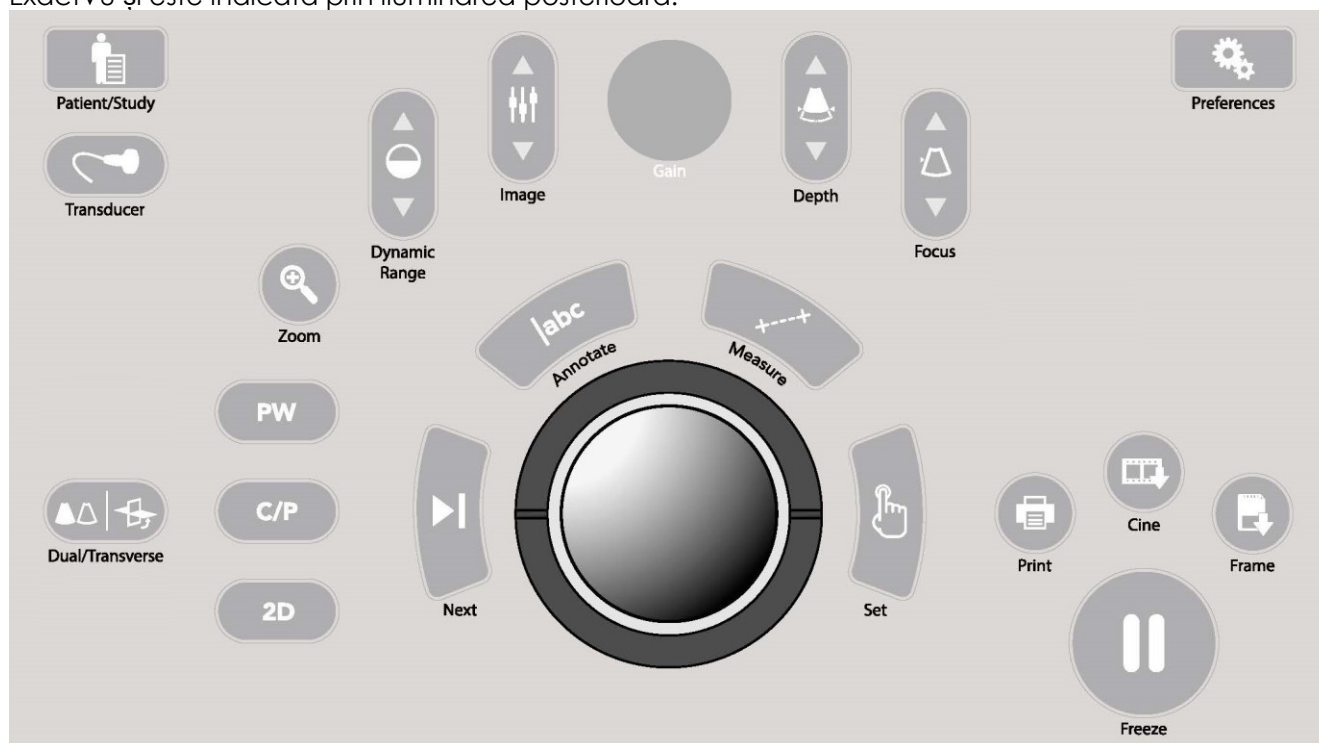 ExactVu și este indicată prin iluminarea posterioară.
Patient/Study
Preferences
Transducer
Image
Gain
Depth
Dynamic
Range
Focus
Zoom
|abc
Annotate
Measure
PW
C/P
2D
Dual/Transverse
Next
Set
Print
Cine
Frame
Freeze